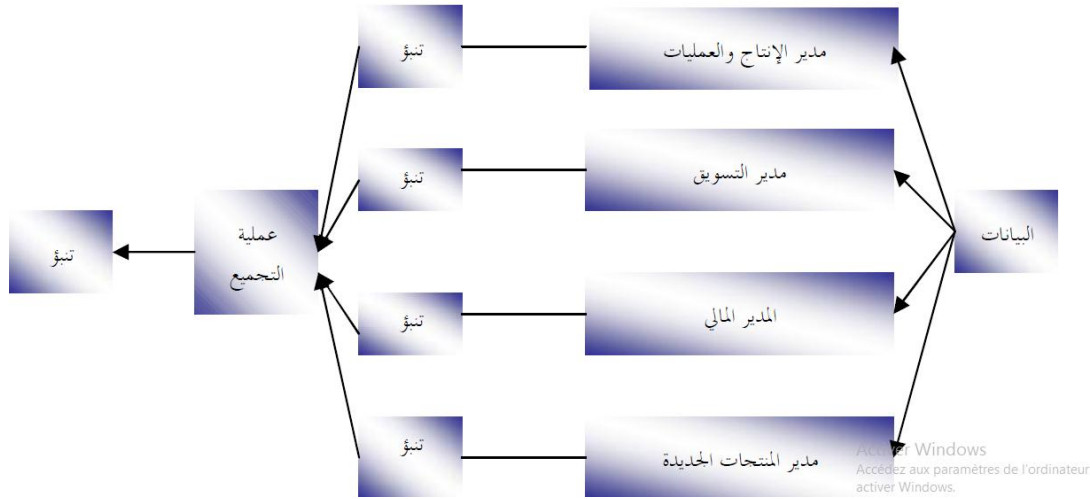 مدير الإنتاج والعمليات
تنبؤ
مدير التسويق
تنبؤ
البيانات
عملية
التجميع
تنبؤ
المدير المالي
تنبؤ
مدير المنتجات الجديدة
تنبؤ
Activer Windows
Accédez aux paramètres de l'ordinateur
activer Windows.